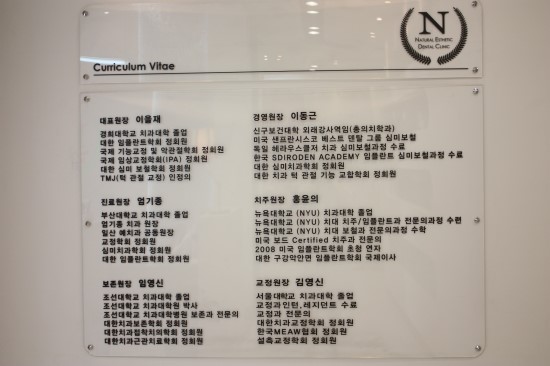 Curriculum Vitae
N
NATURAL ESTHETIC
DENTAL CLINIC
대표원장 이을재
경희대학교 치과대학 졸업
대한 임플란트학회 정회원
국제 기능교정 및 악관절학회 정회원
국제 임상교정학회(IPA) 정회원
대한 심미 보철학회 정회원
TMJ(턱 관절 교정) 인정의
경영원장 이동근
신구보건대학 외래강사역임(총의치학과)
미국 샌프란시스코 베스트 덴탈 그룹 심미보철
독일 헤라우스쿨저 치과 심미보철과정 수료
한국 SDIRODEN ACADEMY 임플란트 심미보철과정 수료
대한 심미치과학회 정회원
대한 치과 턱 관절 기능 교합학회 정회원
진료원장 엄기종
부산대학교 치과대학 졸업
엄기종 치과 원장
일산 예치과 공동원장
교정학회 정회원
심미치과학회 정회원
대한 임플란트학회 정회원
치주원장 홍윤의
뉴욕대학교 (NYU) 치과대학 졸업
뉴욕대학교 (NYU) 치대 치주/임플란트과 전문의과정 수련
뉴욕대학교 (NYU) 치대 보철과 전문의과정 수학
미국 보드 Certified 치주과 전문의
2008 미국 임플란트학회 초청 연자
대한 구강악안면 임플란트학회 국제이사
보존원장 임영신
조선대학교 치과대학 졸업
조선대학교 치과대학원 박사
조선대학교 치과대학병원 보존과 전문의
대한치과보존학회 정회원
대한치과접착치의학회 정회원
대한치과근관치료학회 정회원
교정원장 김영신
서울대학교 치과대학 졸업
교정과인턴,레지던트 수료
교정과 전문의
대한치과교정학회 정회원
한국MEAW협회 정회원
설측교정학회 정회원